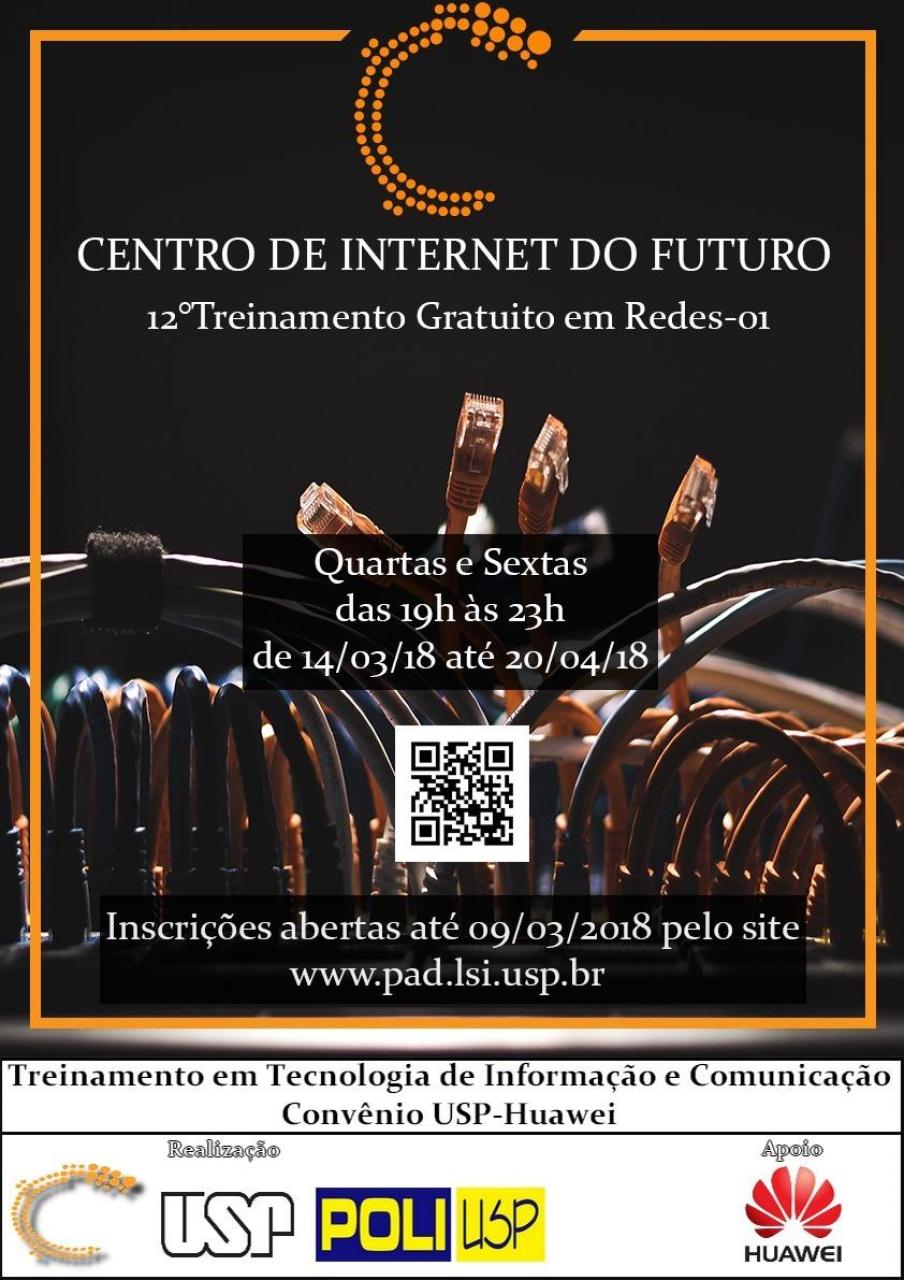 CENTRO DE INTERNET DO FUTURO
12°Treinamento Gratuito em Redes-01
Quartas e Sextas
das 19h às 23h
de 14/03/18 até 20/04/18
Inscrições abertas até 09/03/2018 pelo site
www.pad.lsi.usp.br
Treinamento em Tecnologia de Informação e Comunicação
Convênio USP-Huawei
Realização
Apoio
USP
POLI USP
HUAWEI